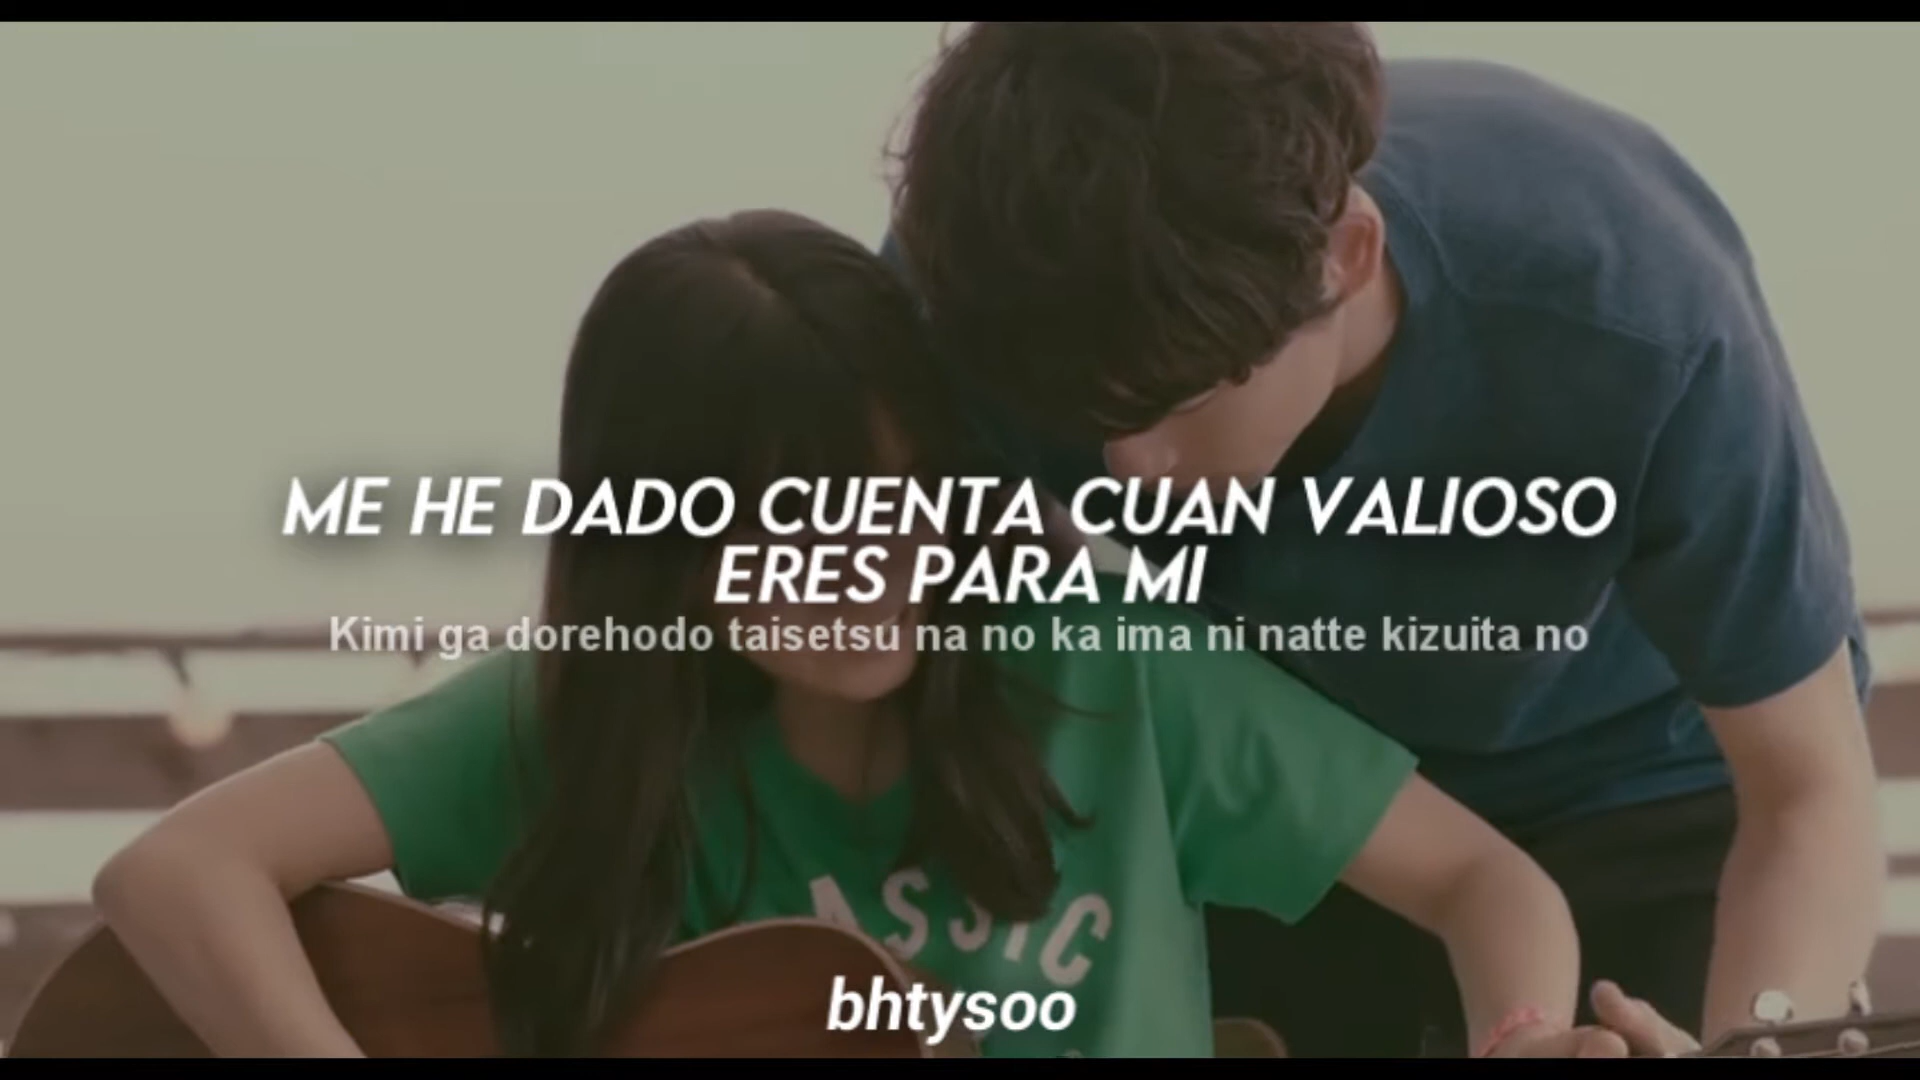 ME HE DADO CUENTA CUAN VALIOSO
ERES PARA MI
Kimi ga dorehodo taisetsu na no ka ima ni natte kizuita no
ASSIC
bhtysoo